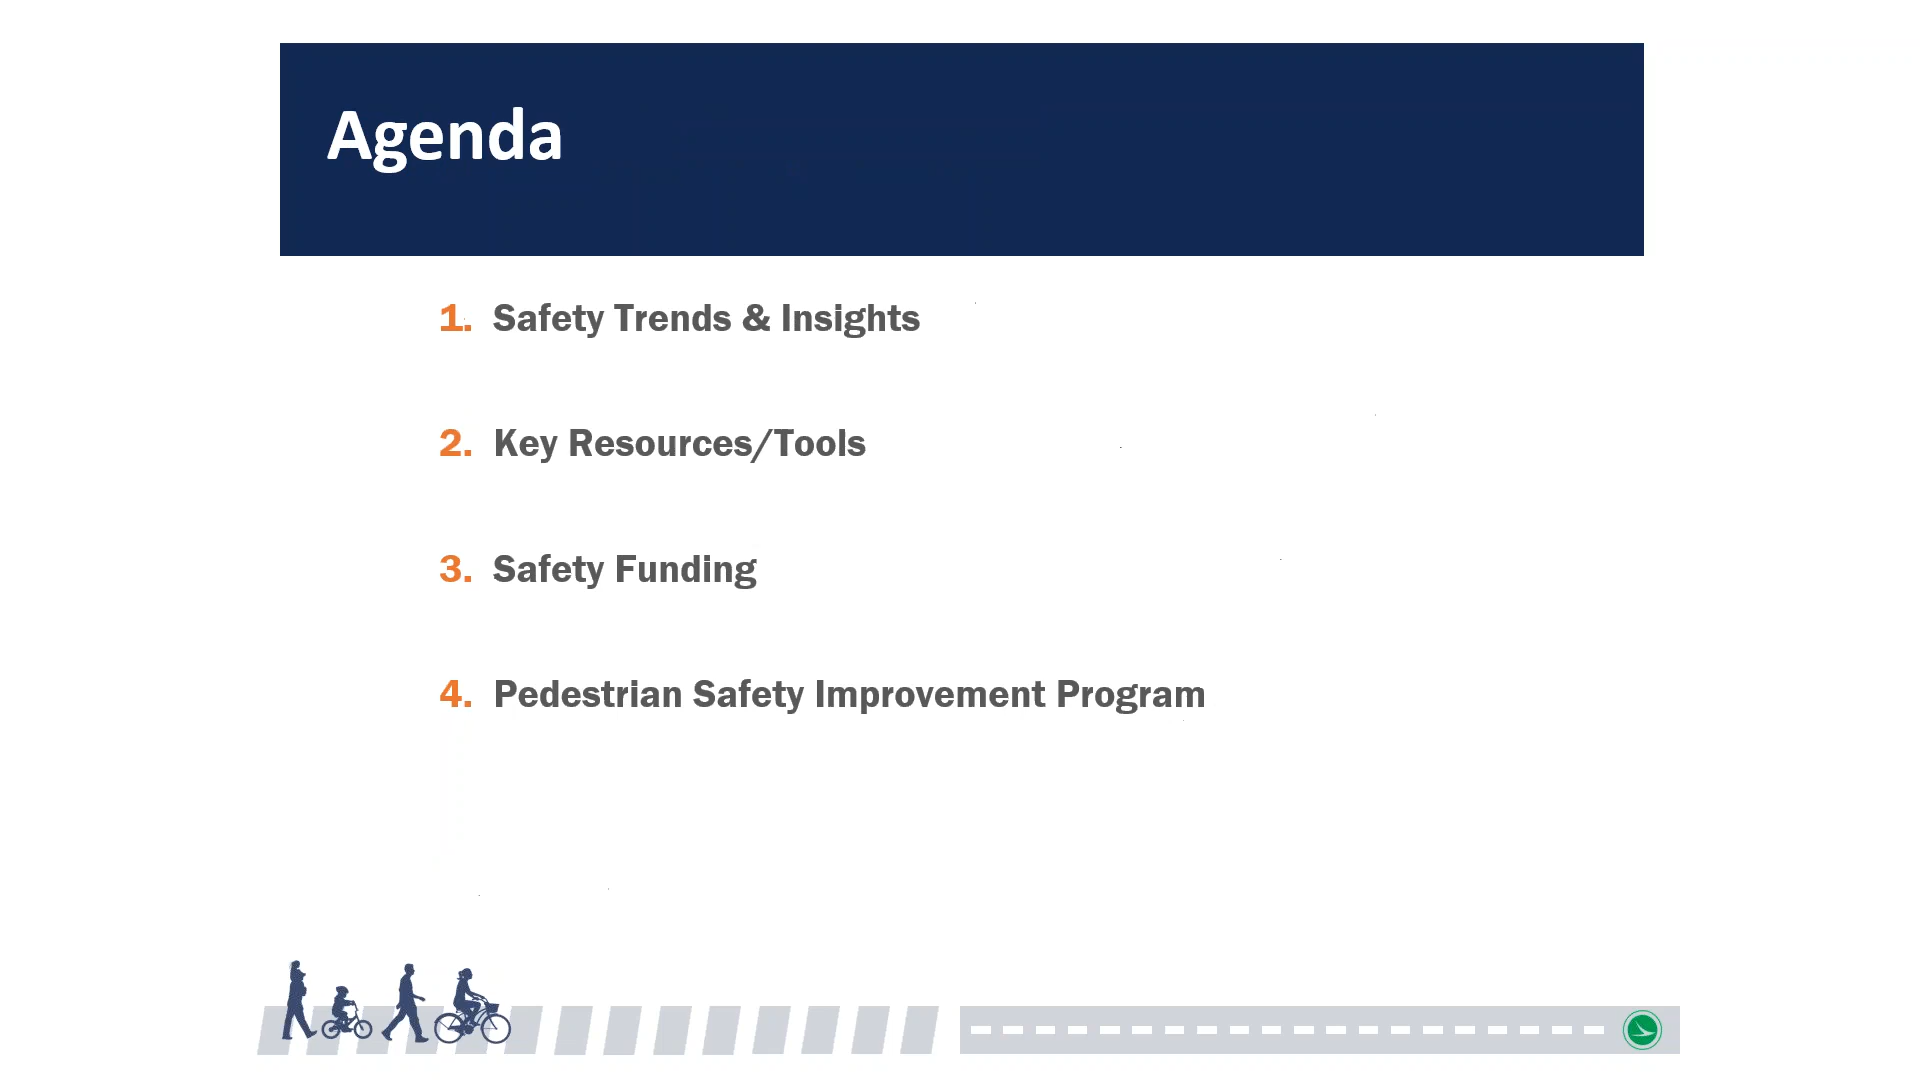 Agenda
1. Safety Trends & Insights
2. Key Resources/Tools
3. Safety Funding
4. Pedestrian Safety Improvement Program